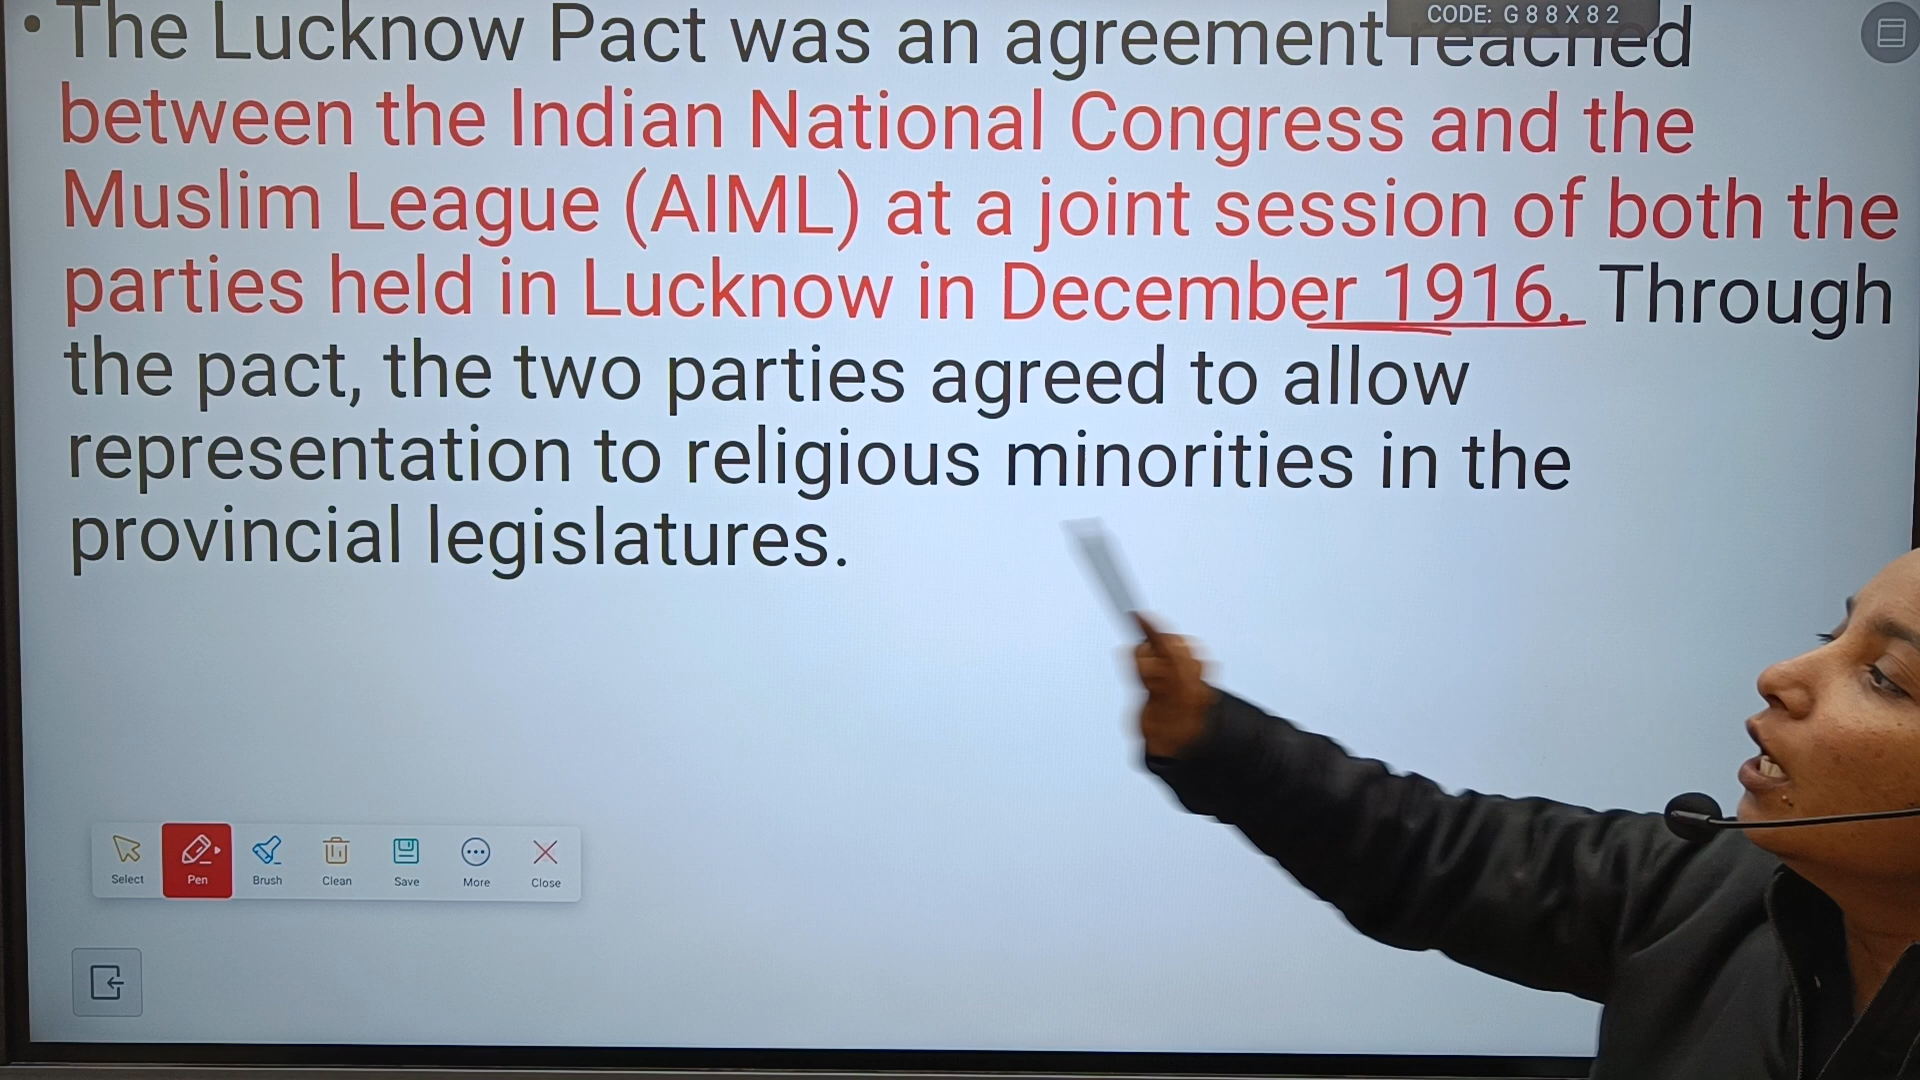 CODE: G88X82
• The Lucknow Pact was an agreement reached
between the Indian National Congress and the
Muslim League (AIML) at a joint session of both the
parties held in Lucknow in December 1916. Through
the pact, the two parties agreed to allow
representation to religious minorities in the
provincial legislatures.
Select Pen Brush Clean Save More Close